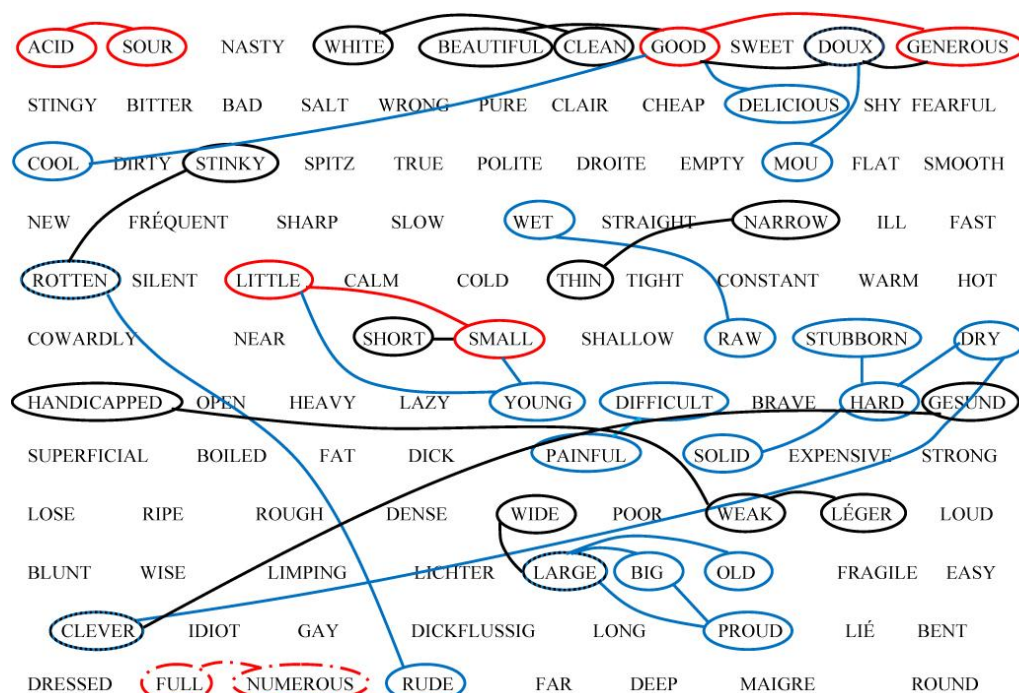 ACID SOUR NASTY WHITE BEAUTIFUL CLEAN GOOD SWEET DOUX GENEROUS
STINGY BITTER BAD SALT WRONG PURE CLAIR CHEAP DELICIOUS SHY FEARFUL
COOL DIRTY STINKY SPITZ TRUE POLITE DROITE EMPTY MOU FLAT SMOOTH
NEW FRÉQUENT SHARP SLOW WET STRAIGHT NARROW ILL FAST
ROTTEN SILENT LITTLE CALM COLD THIN TIGHT CONSTANT WARM HOT
COWARDLY NEAR SHORT SMALL SHALLOW RAW STUBBORN DRY
HANDICAPPED OPEN HEAVY LAZY YOUNG DIFFICULT BRAVE HARD GESUND
SUPERFICIAL BOILED FAT DICK PAINFUL SOLID EXPENSIVE STRONG
LOSE RIPE ROUGH DENSE WIDE POOR WEAK LÉGER LOUD
BLUNT WISE LIMPING LICHTER LARGE BIG OLD FRAGILE EASY
CLEVER IDIOT GAY DICKFLUSSIG LONG PROUD LIÉ BENT
DRESSED FULL NUMEROUS RUDE FAR DEEP MAIGRE ROUND